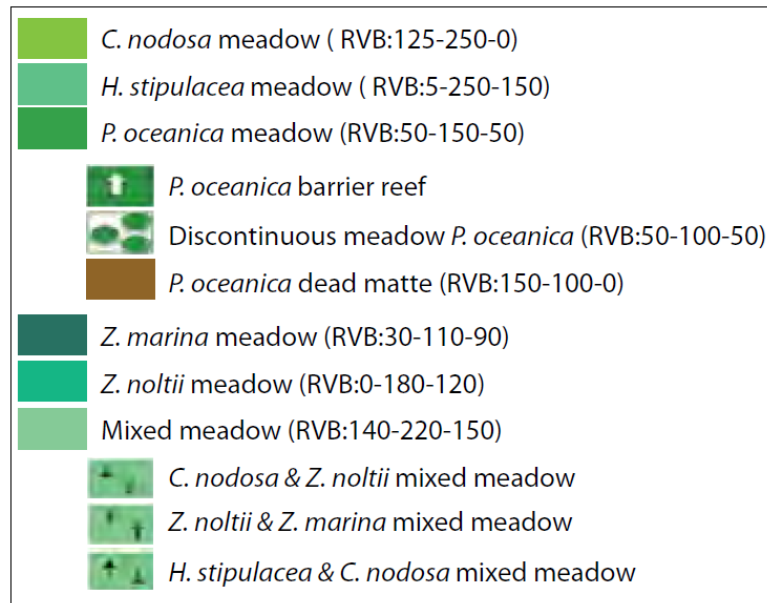 C. nodosa meadow ( RVB:125-250-0)
H. stipulacea meadow ( RVB:5-250-150)
P. oceanica meadow (RVB:50-150-50)
P. oceanica barrier reef
Discontinuous meadow P. oceanica (RVB:50-100-50)
P. oceanica dead matte (RVB:150-100-0)
Z. marina meadow (RVB:30-110-90)
Z. noltii meadow (RVB:0-180-120)
Mixed meadow (RVB:140-220-150)
C. nodosa & Z. noltii mixed meadow
Z. noltii & Z. marina mixed meadow
H. stipulacea & C. nodosa mixed meadow